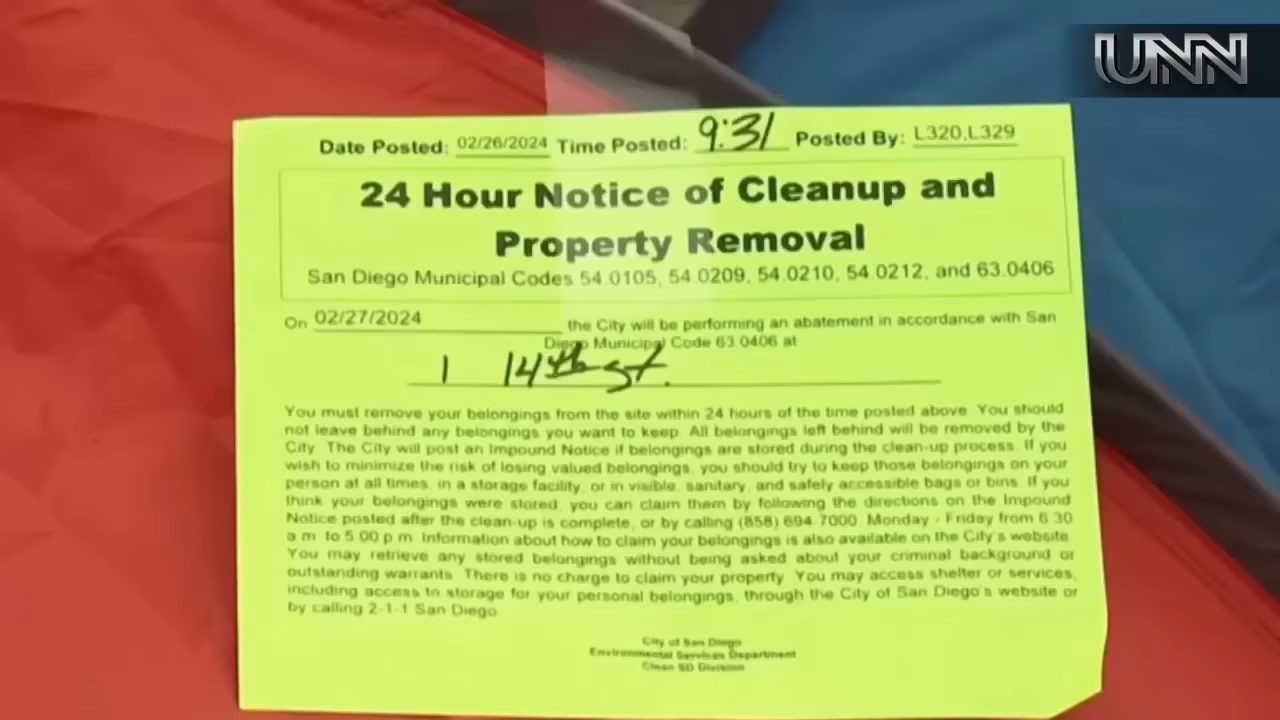 UNN
Date Posted: 02/26/2024 Time Posted: 9:31 Posted By: L320,L329
24 Hour Notice of Cleanup and
Property Removal
San Diego Municipal Codes 54.0105, 54.0209, 54.0210, 54.0212, and 63.0406
On 02/27/2024 the City will be performing an abatement in accordance with San
Diego Municipal Code 63.0406 at
1 14th st.
You must remove your belongings from the site within 24 hours of the time posted above. You should
not leave behind any belongings you want to keep. All belongings left behind will be removed by the
City. The City will post an Impound Notice if belongings are stored during the clean-up process. If you
wish to minimize the risk of losing valued belongings, you should try to keep those belongings on your
person at all times, in a storage facility, or in visible, sanitary, and safely accessible bags or bins. If you
think your belongings were stored, you can claim them by following the directions on the Impound
Notice posted after the clean-up is complete, or by calling (858) 694.7000. Monday - Friday from 6:30
a.m. to 5:00 p.m. Information about how to claim your belongings is also available on the City's website.
You may retrieve any stored belongings without being asked about your criminal background or
outstanding warrants. There is no charge to claim your property. You may access shelter or services,
including access to storage for your personal belongings, through the City of San Diego's website or
by calling 2-1-1 San Diego.
City of San Diego
Environmental Services Department
Clean SD Division